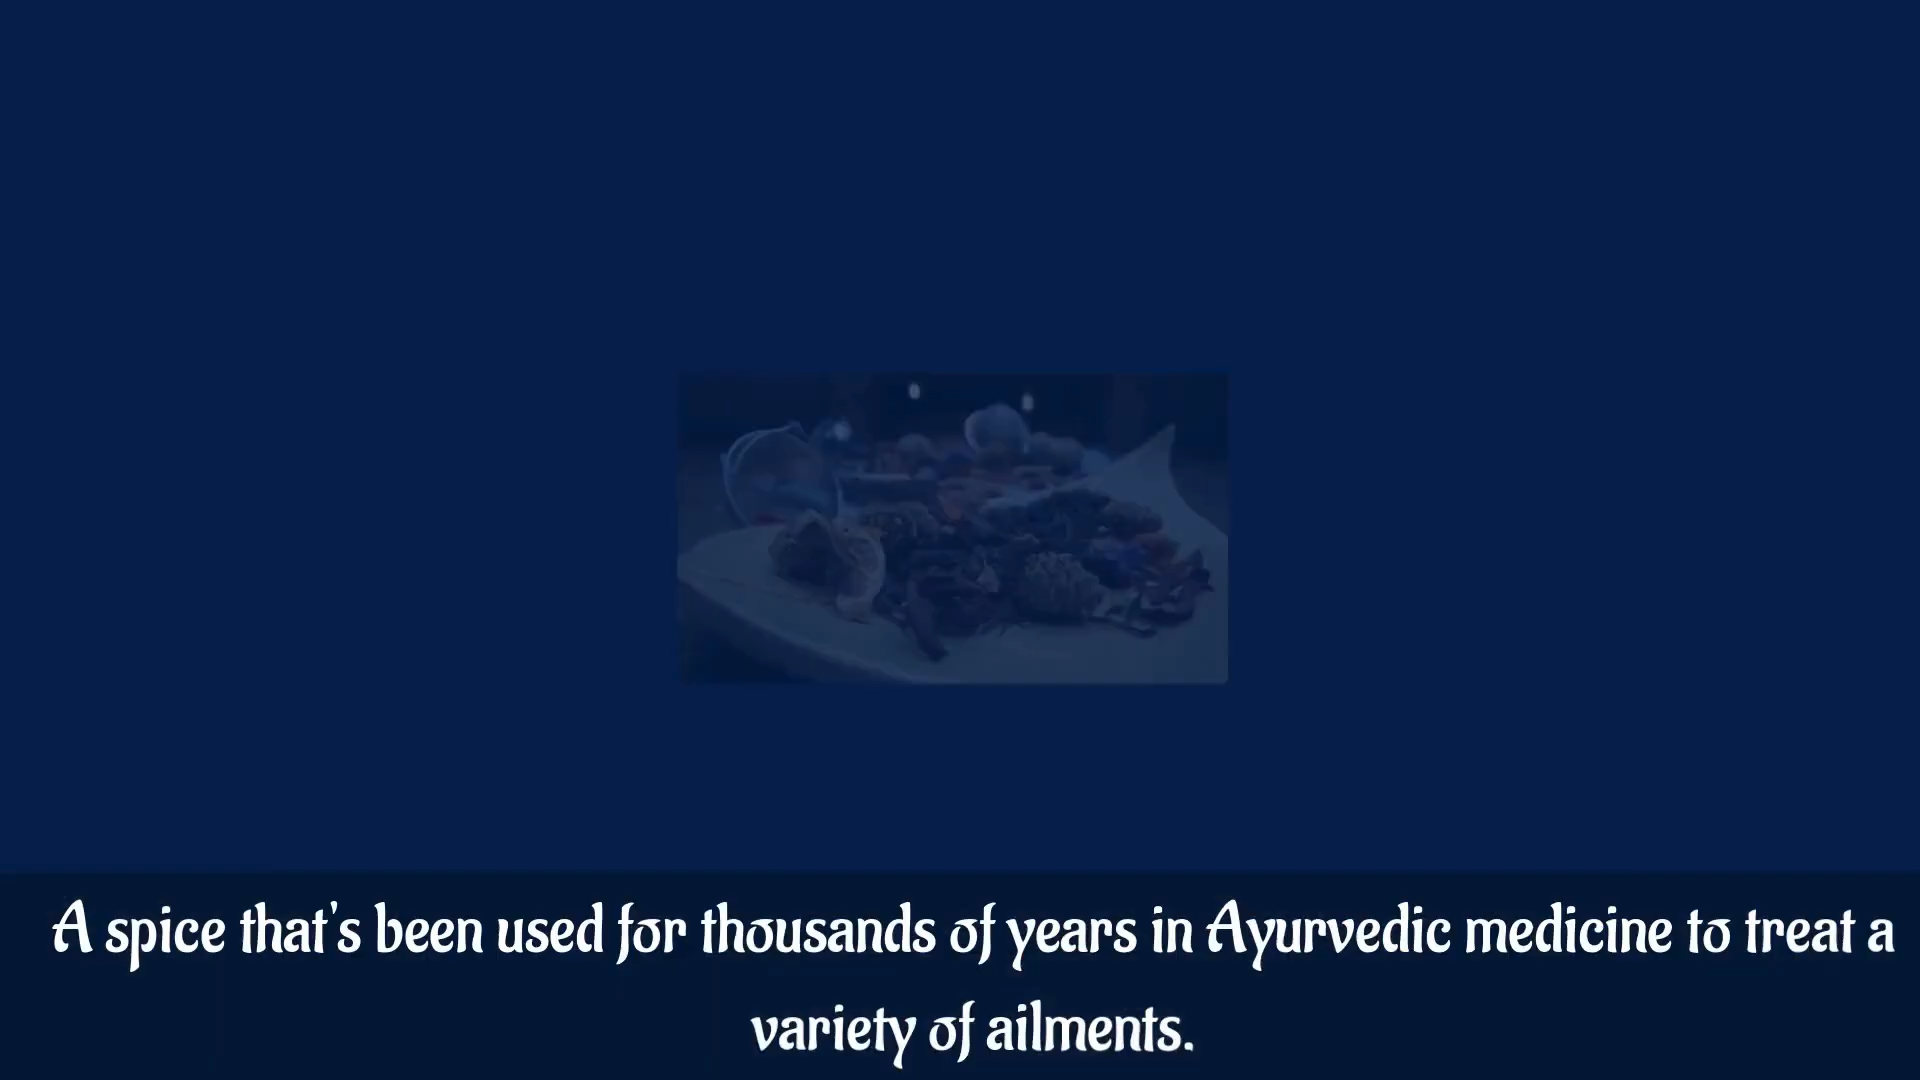 A spice that's been used for thousands of years in Ayurvedic medicine to treat a
variety of ailments.